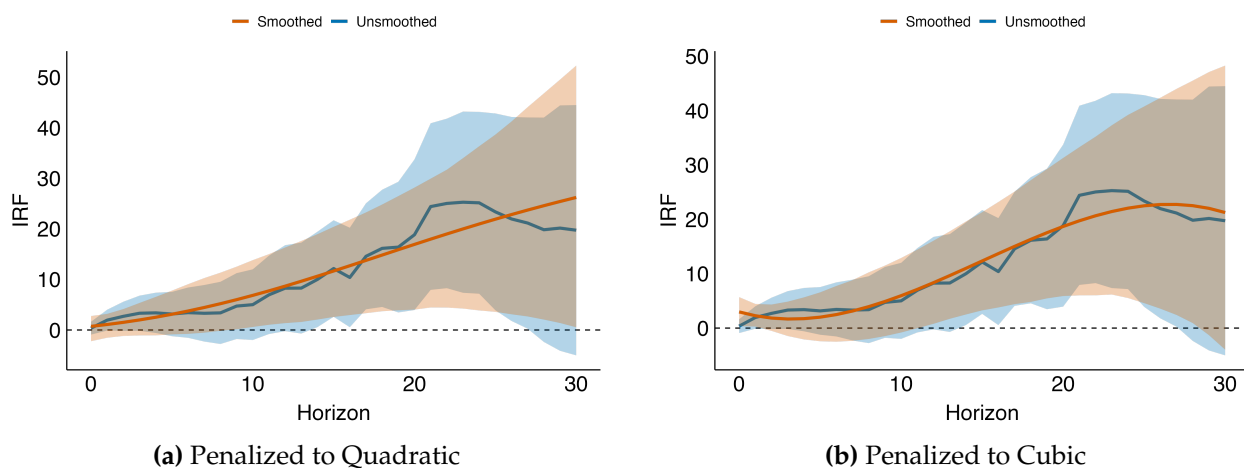 Smoothed Unsmoothed
50
40
30
20
10
0
IRF
0 10 20 30
Horizon
(a) Penalized to Quadratic
Smoothed Unsmoothed
50
40
30
20
10
0
IRF
0 10 20 30
Horizon
(b) Penalized to Cubic